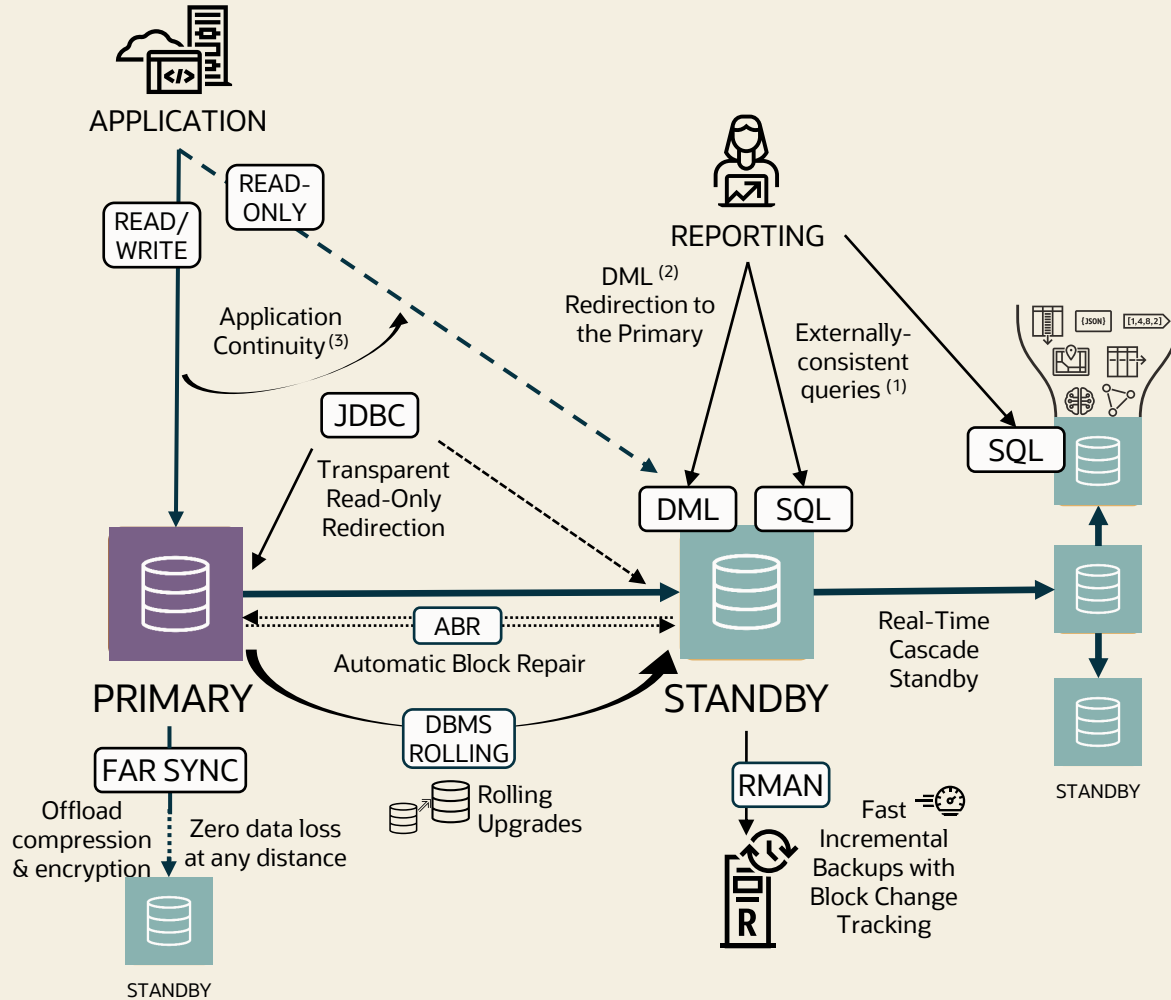 </>
APPLICATION
READ-
ONLY
READ/
WRITE
REPORTING
DML (2)
Redirection to
the Primary
Application
Continuity (3)
Externally-
consistent
queries (1)
{JSON}
[1,4,8,2]
JDBC
Transparent
Read-Only
Redirection
SQL
DML
SQL
ABR
Automatic Block Repair
Real-Time
Cascade
Standby
PRIMARY
STANDBY
DBMS
ROLLING
Rolling
Upgrades
FAR SYNC
Offload
compression
& encryption
Zero data loss
at any distance
STANDBY
RMAN
Fast
Incremental
Backups with
Block Change
Tracking
R
STANDBY